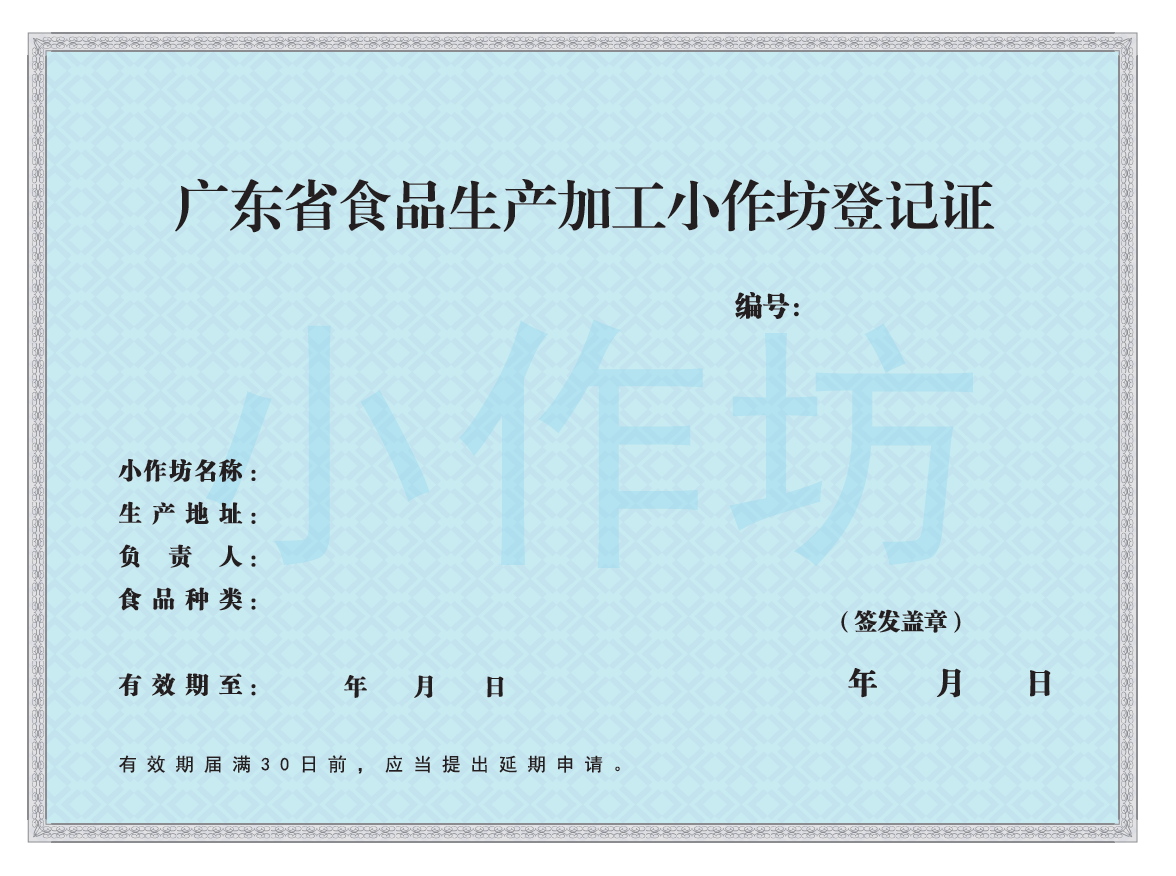 广东省食品生产加工小作坊登记证
编号：
小作坊
小作坊名称：
生产地址：
负责人：
食品种类：
（签发盖章）
有效期至： 年 月 日
年 月 日
有效期届满30日前，应当提出延期申请。